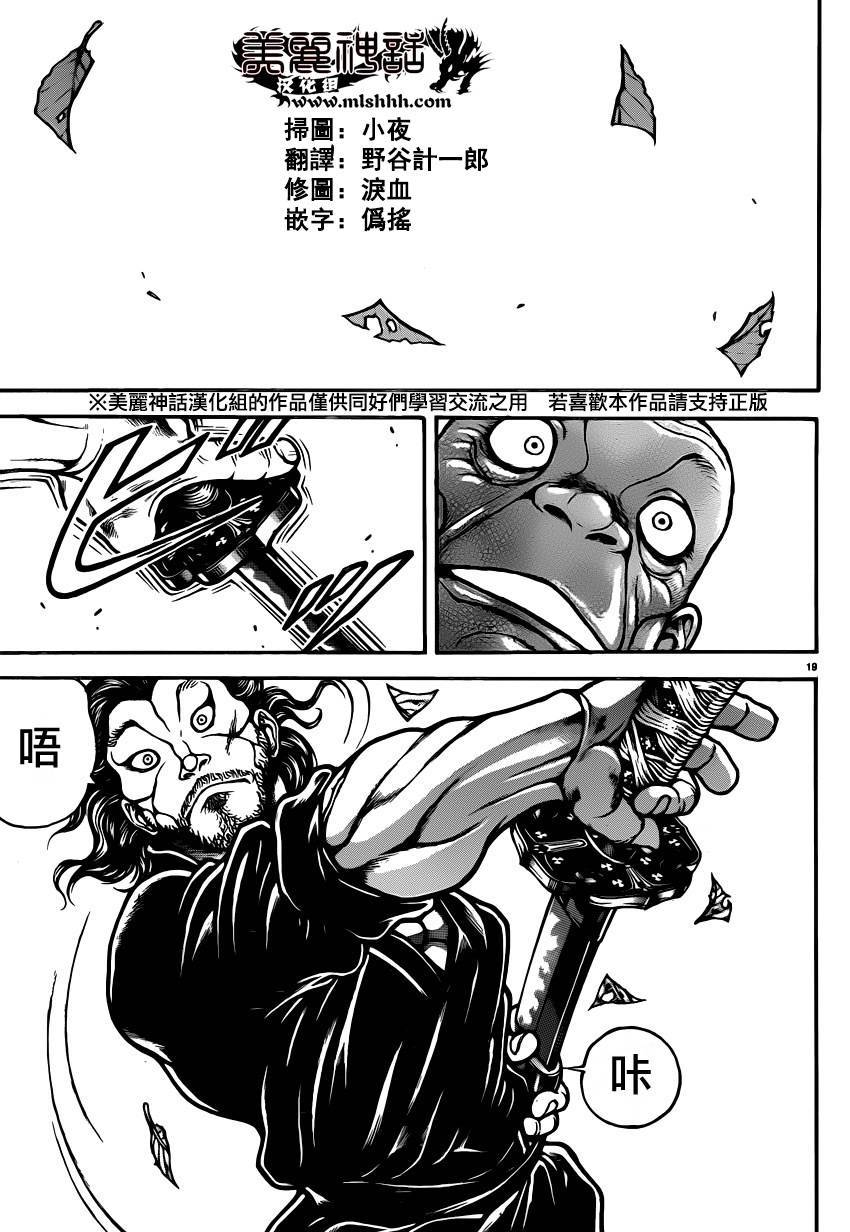 美麗神話
汉化组
www.mlshhh.com
掃圖：小夜
翻譯：野谷計一郎
修圖：淚血
嵌字：僞搖
※美麗神話漢化組的作品僅供同好們學習交流之用　若喜歡本作品請支持正版
19
唔
咔